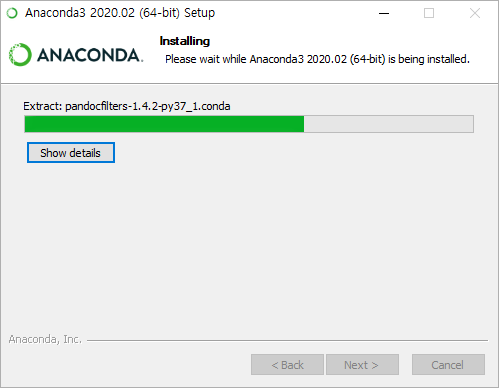 Anaconda3 2020.02 (64-bit) Setup
ANACONDA.
Installing
Please wait while Anaconda3 2020.02 (64-bit) is being installed.
Extract: pandocfilters-1.4.2-py37_1.conda
Show details
Anaconda, Inc.
< Back
Next >
Cancel